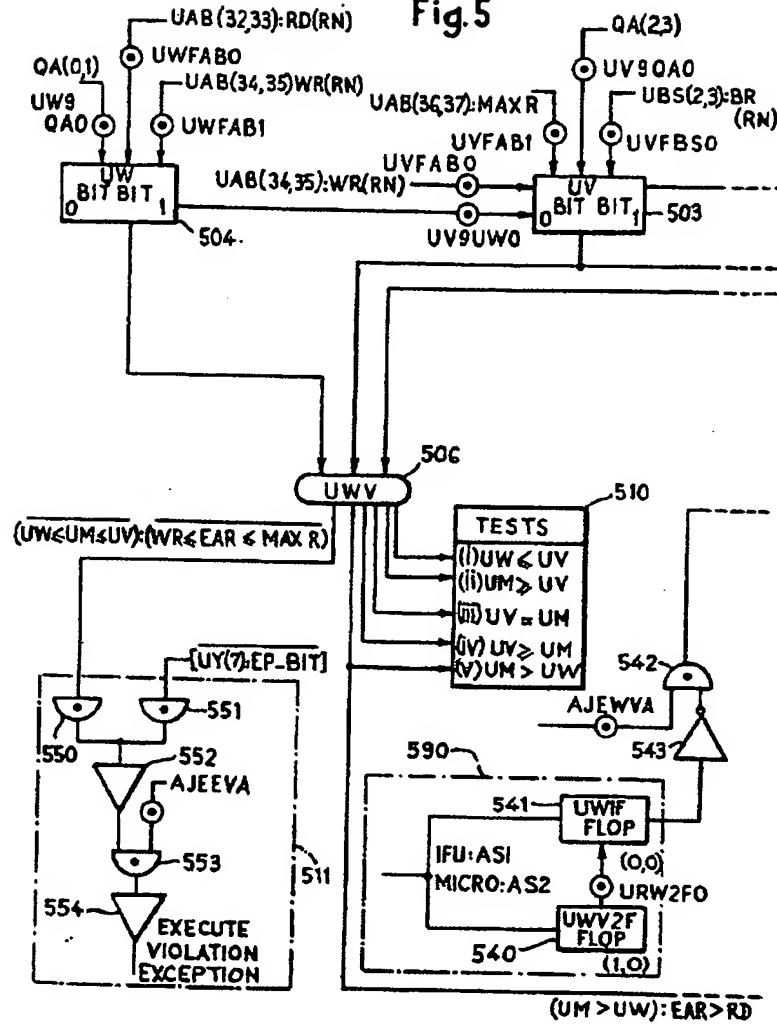 Fig. 5
UAB(32,33):RD(RN)
QA(2,3)
UWFAB0
QA(0,1)
UAB(34,35)WR(RN)
UV9QA0
UBS(2,3):BR
(RN)
UW9
QA0
UWFAB1
UAB(36,37):MAXR
UVFAB1
UVFBS0
UVFAB0
UW
BIT BIT
0 1
UAB(34,35):WR(RN)
UV
BIT BIT
0 1
503
504
UV9UW0
506
UWV
510
TESTS
(UW≤UM≤UV):(WR≤EAR≤MAX R)
(i)UW≤UV
(ii)UM≥UV
(iii)UV=UM
(iv)UV≥UM
(v)UM>UW
[UY(7):EP_BIT]
542
AJEWVA
550
551
543
590
552
AJEEVA
541
UW1F
FLOP
IFU:AS1
(0,0)
553
511
MICRO:AS2
URW2F0
554
EXECUTE
VIOLATION
EXCEPTION
UWV2F
FLOP
540
(1,0)
(UM>UW):EAR>RD